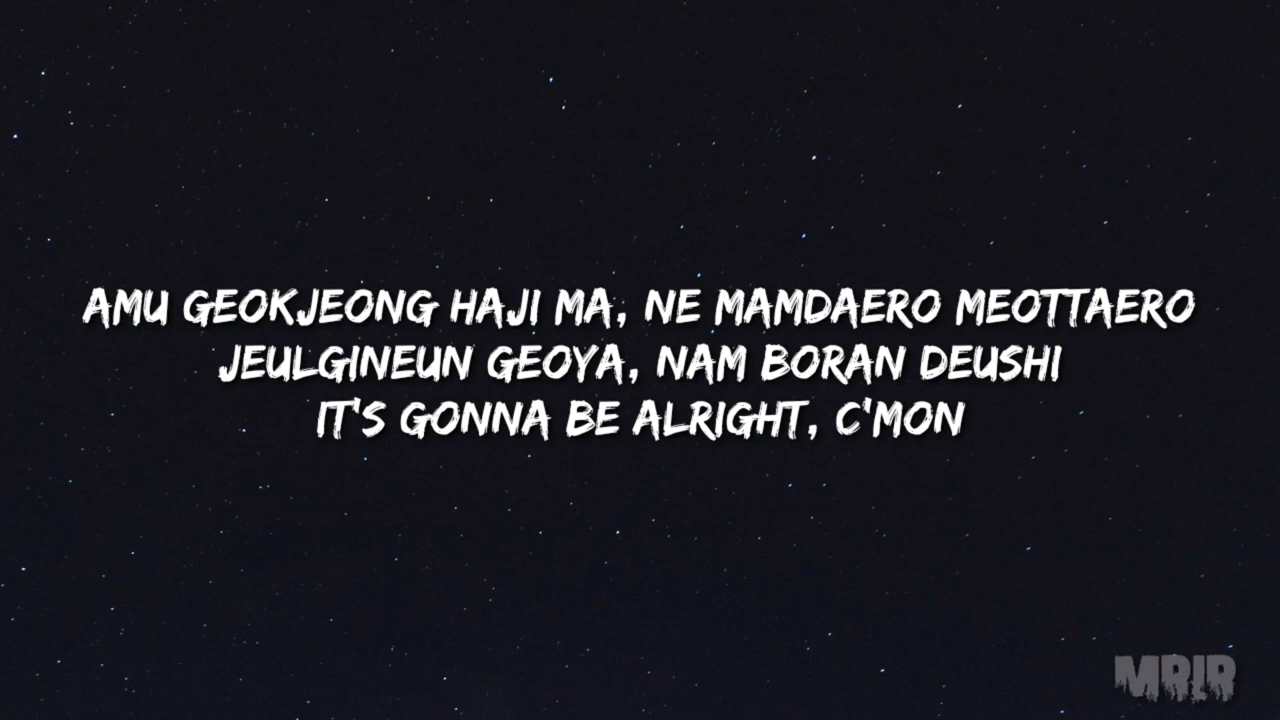 AMU GEOKJEONG HAJI MA, NE MAMDAERO MEOTTAERO
JEULGINEUN GEOYA, NAM BORAN DEUSHI
IT'S GONNA BE ALRIGHT, C'MON
MRLR